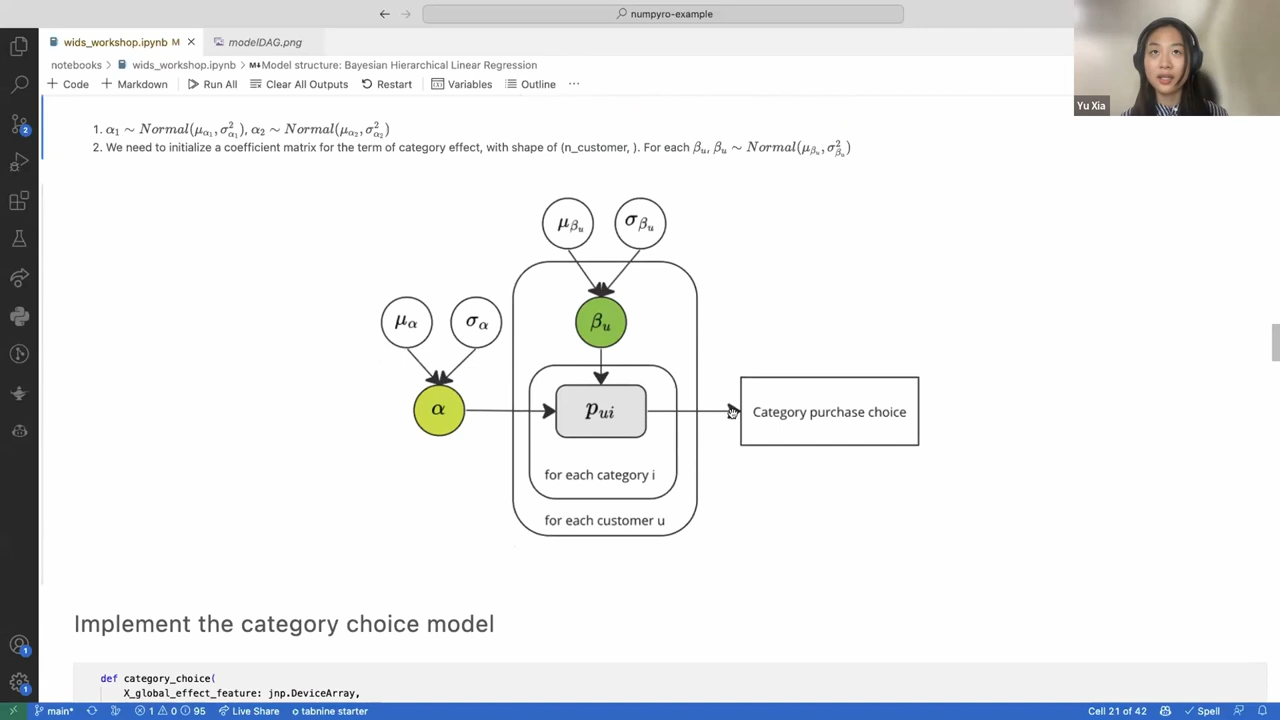 numpyro-example
wids_workshop.ipynb M
modelDAG.png
notebooks > wids_workshop.ipynb > M Model structure: Bayesian Hierarchical Linear Regression
+ Code + Markdown Run All Clear All Outputs Restart Variables Outline ...
Yu Xia
1. α₁ ∼ Normal(μ_α₁, σ²_α₁), α₂ ∼ Normal(μ_α₂, σ²_α₂)
2. We need to initialize a coefficient matrix for the term of category effect, with shape of (n_customer, ). For each β_u, β_u ∼ Normal(μ_β_u, σ²_β_u)
μ_β_u σ_β_u
μ_α σ_α β_u
α p_ui Category purchase choice
for each category i
for each customer u
Implement the category choice model
def category_choice(
X_global_effect_feature: jnp.DeviceArray,
2
1
1
main* 1 0 95 Live Share tabnine starter Cell 21 of 42 Spell